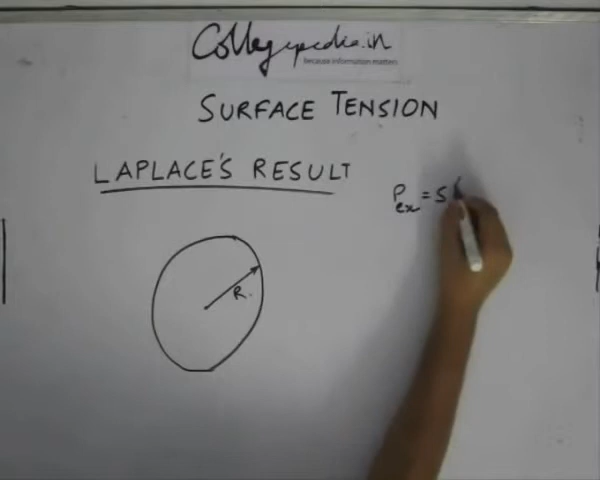 Collegepedia.in
because information matters
SURFACE TENSION
LAPLACE'S RESULT
Pex = S (
R.